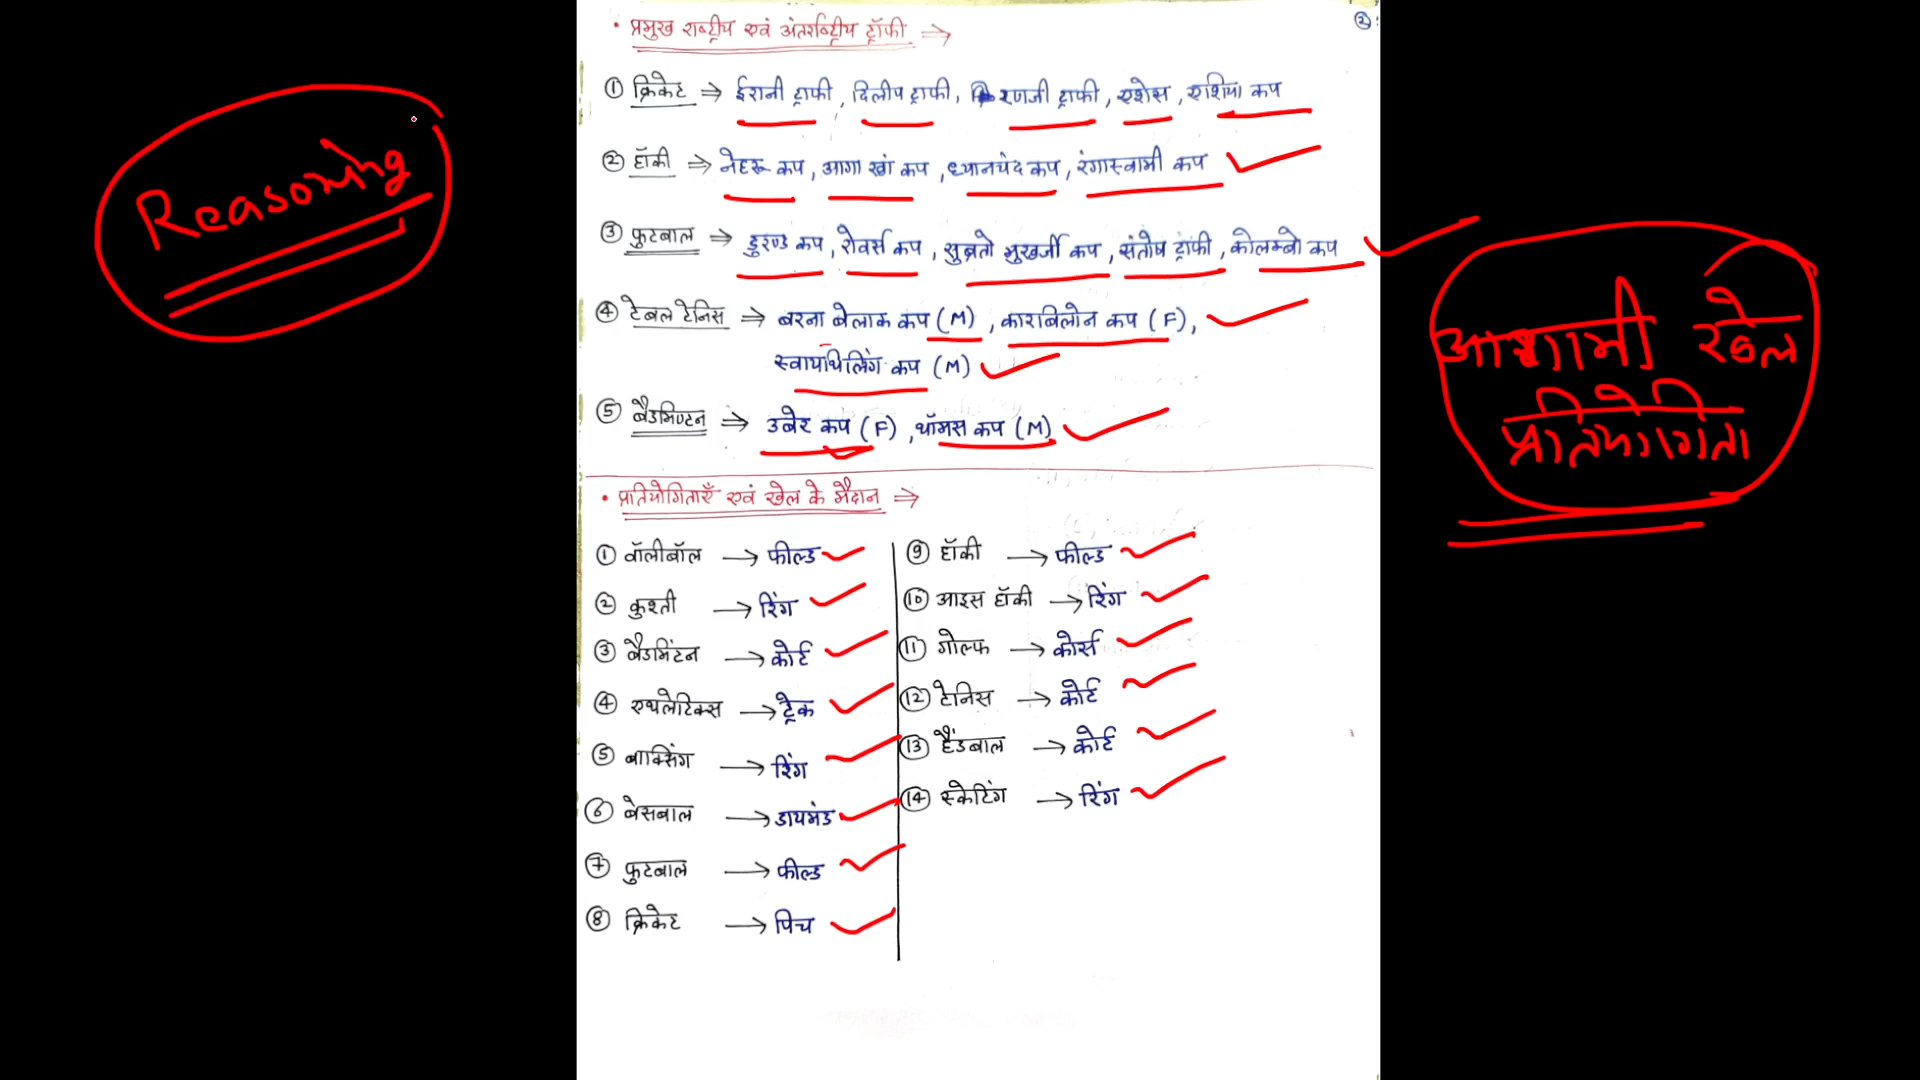 • प्रमुख राष्ट्रीय एवं अंतर्राष्ट्रीय ट्रॉफी ⇒
②
① क्रिकेट ⇒ ईरानी ट्राफी, दिलीप ट्राफी, रणजी ट्राफी, एशेस, एशिया कप
② हॉकी ⇒ नेहरू कप, आगा खां कप, ध्यानचंद कप, रंगास्वामी कप
③ फुटबाल ⇒ डुरण्ड कप, रोवर्स कप, सुब्रतो मुखर्जी कप, संतोष ट्राफी, कोलम्बो कप
④ टेबल टेनिस ⇒ बरना बेलाक कप (M), कारबिलोन कप (F),
स्वायथिलिंग कप (M)
⑤ बैडमिण्टन ⇒ उबेर कप (F), थॉमस कप (M)
• प्रतियोगिताएँ एवं खेल के मैदान ⇒
① वॉलीबॉल → फील्ड
② कुश्ती → रिंग
③ बैडमिंटन → कोर्ट
④ एथलेटिक्स → ट्रेक
⑤ बाक्सिंग → रिंग
⑥ बेसबाल → डायमंड
⑦ फुटबाल → फील्ड
⑧ क्रिकेट → पिच
⑨ हॉकी → फील्ड
⑩ आइस हॉकी → रिंग
⑪ गोल्फ → कोर्स
⑫ टेनिस → कोर्ट
⑬ हैंडबाल → कोर्ट
⑭ स्केटिंग → रिंग
Reasoning
आगामी खेल
प्रतियोगिता